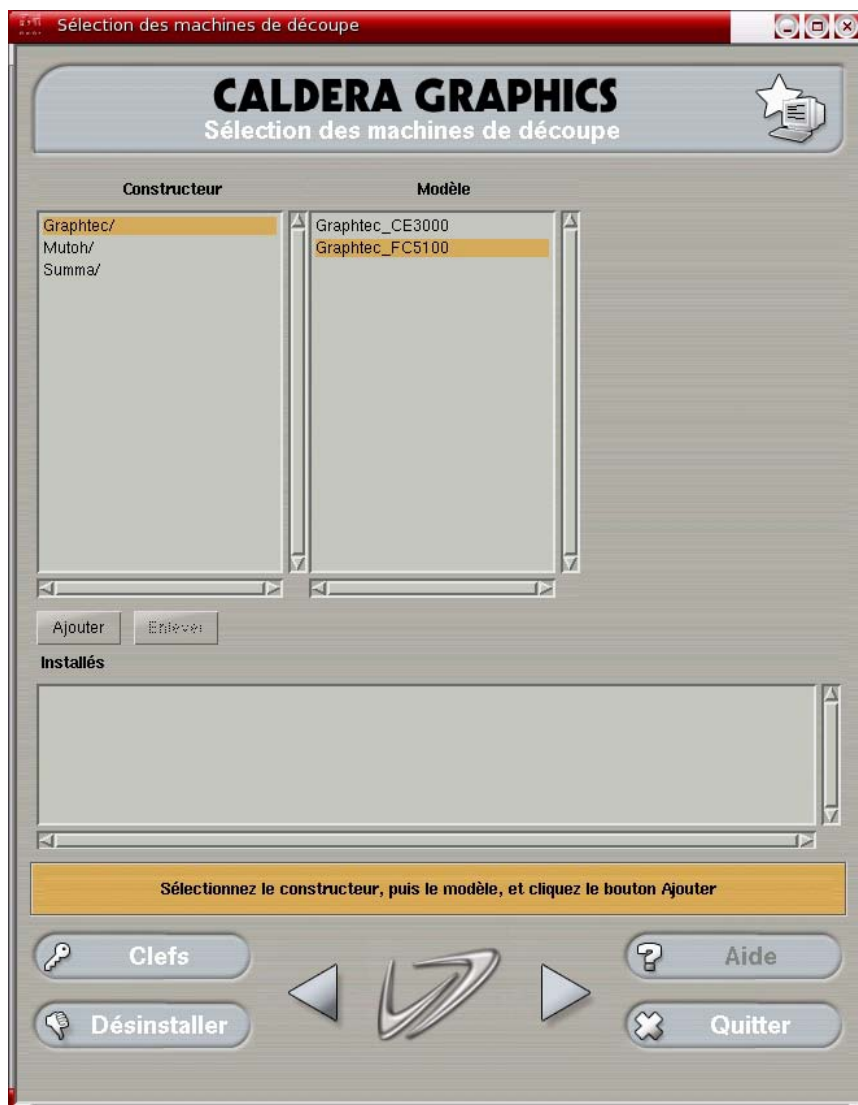 Sélection des machines de découpe
CALDERA GRAPHICS
Sélection des machines de découpe
Constructeur
Modèle
Graphtec/
Mutoh/
Summa/
Graphtec_CE3000
Graphtec_FC5100
Ajouter
Enlever
Installés
Sélectionnez le constructeur, puis le modèle, et cliquez le bouton Ajouter
Clefs
Aide
Désinstaller
Quitter